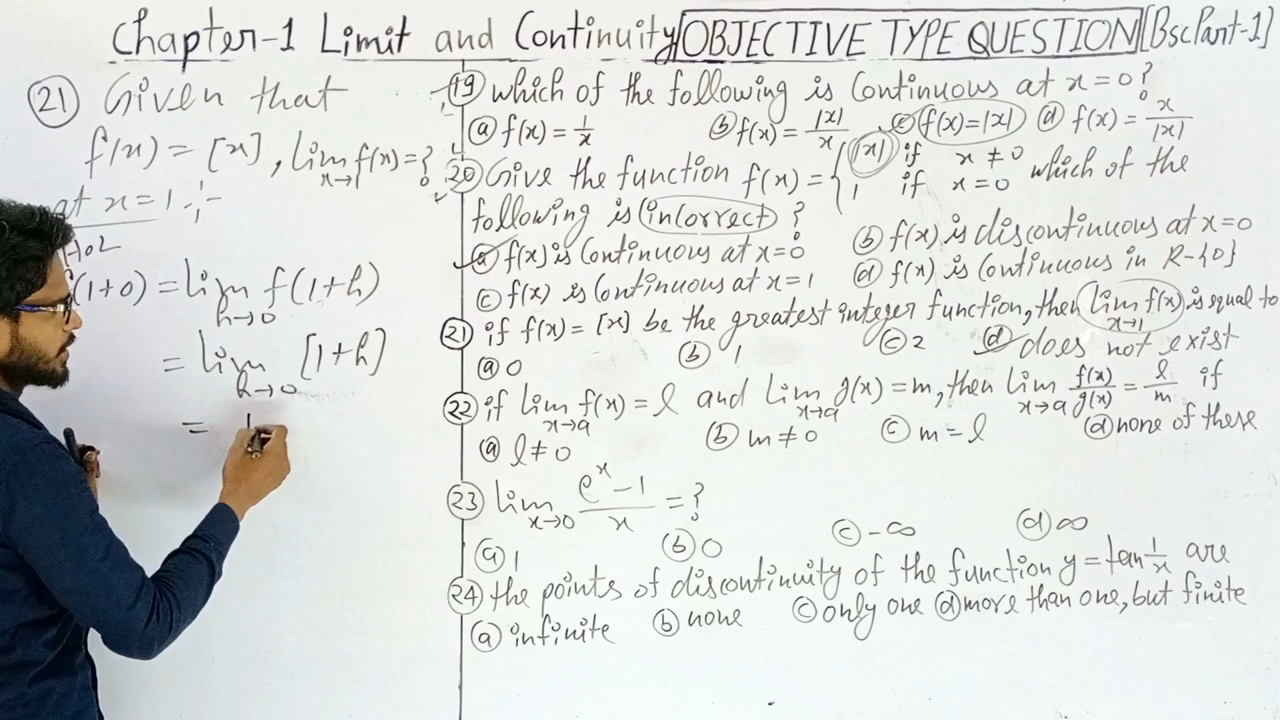 Chapter-1 Limit and Continuity OBJECTIVE TYPE QUESTION [BscPart-1]
21 Given that
f(x) = [x], lim x→1 f(x) = ?
at x = 1 :-
(1+0) = lim h→0 f(1+h)
= lim h→0 [1+h]
= 1
19 which of the following is Continuous at x=0?
(a) f(x) = 1/x (b) f(x) = |x|/x (c) f(x) = |x| (d) f(x) = x/|x|
20 Give the function f(x) = { |x| if x ≠ 0 which of the
1 if x = 0
following is incorrect ?
(a) f(x) is Continuous at x=0 (b) f(x) is discontinuous at x=0
(c) f(x) is Continuous at x=1 (d) f(x) is Continuous in R-{0}
21 if f(x) = [x] be the greatest integer function, then lim x→1 f(x) is equal to
(a) 0 (b) 1 (c) 2 (d) does not exist
22 if lim x→a f(x) = l and lim x→a g(x) = m, then lim x→a f(x)/g(x) = l/m if
(a) l ≠ 0 (b) m ≠ 0 (c) m = l (d) none of these
23 lim x→0 (e^x - 1)/x = ?
(a) 1 (b) 0 (c) -∞ (d) ∞
24 the points of discontinuity of the function y = tan 1/x are
(a) infinite (b) none (c) only one (d) more than one, but finite